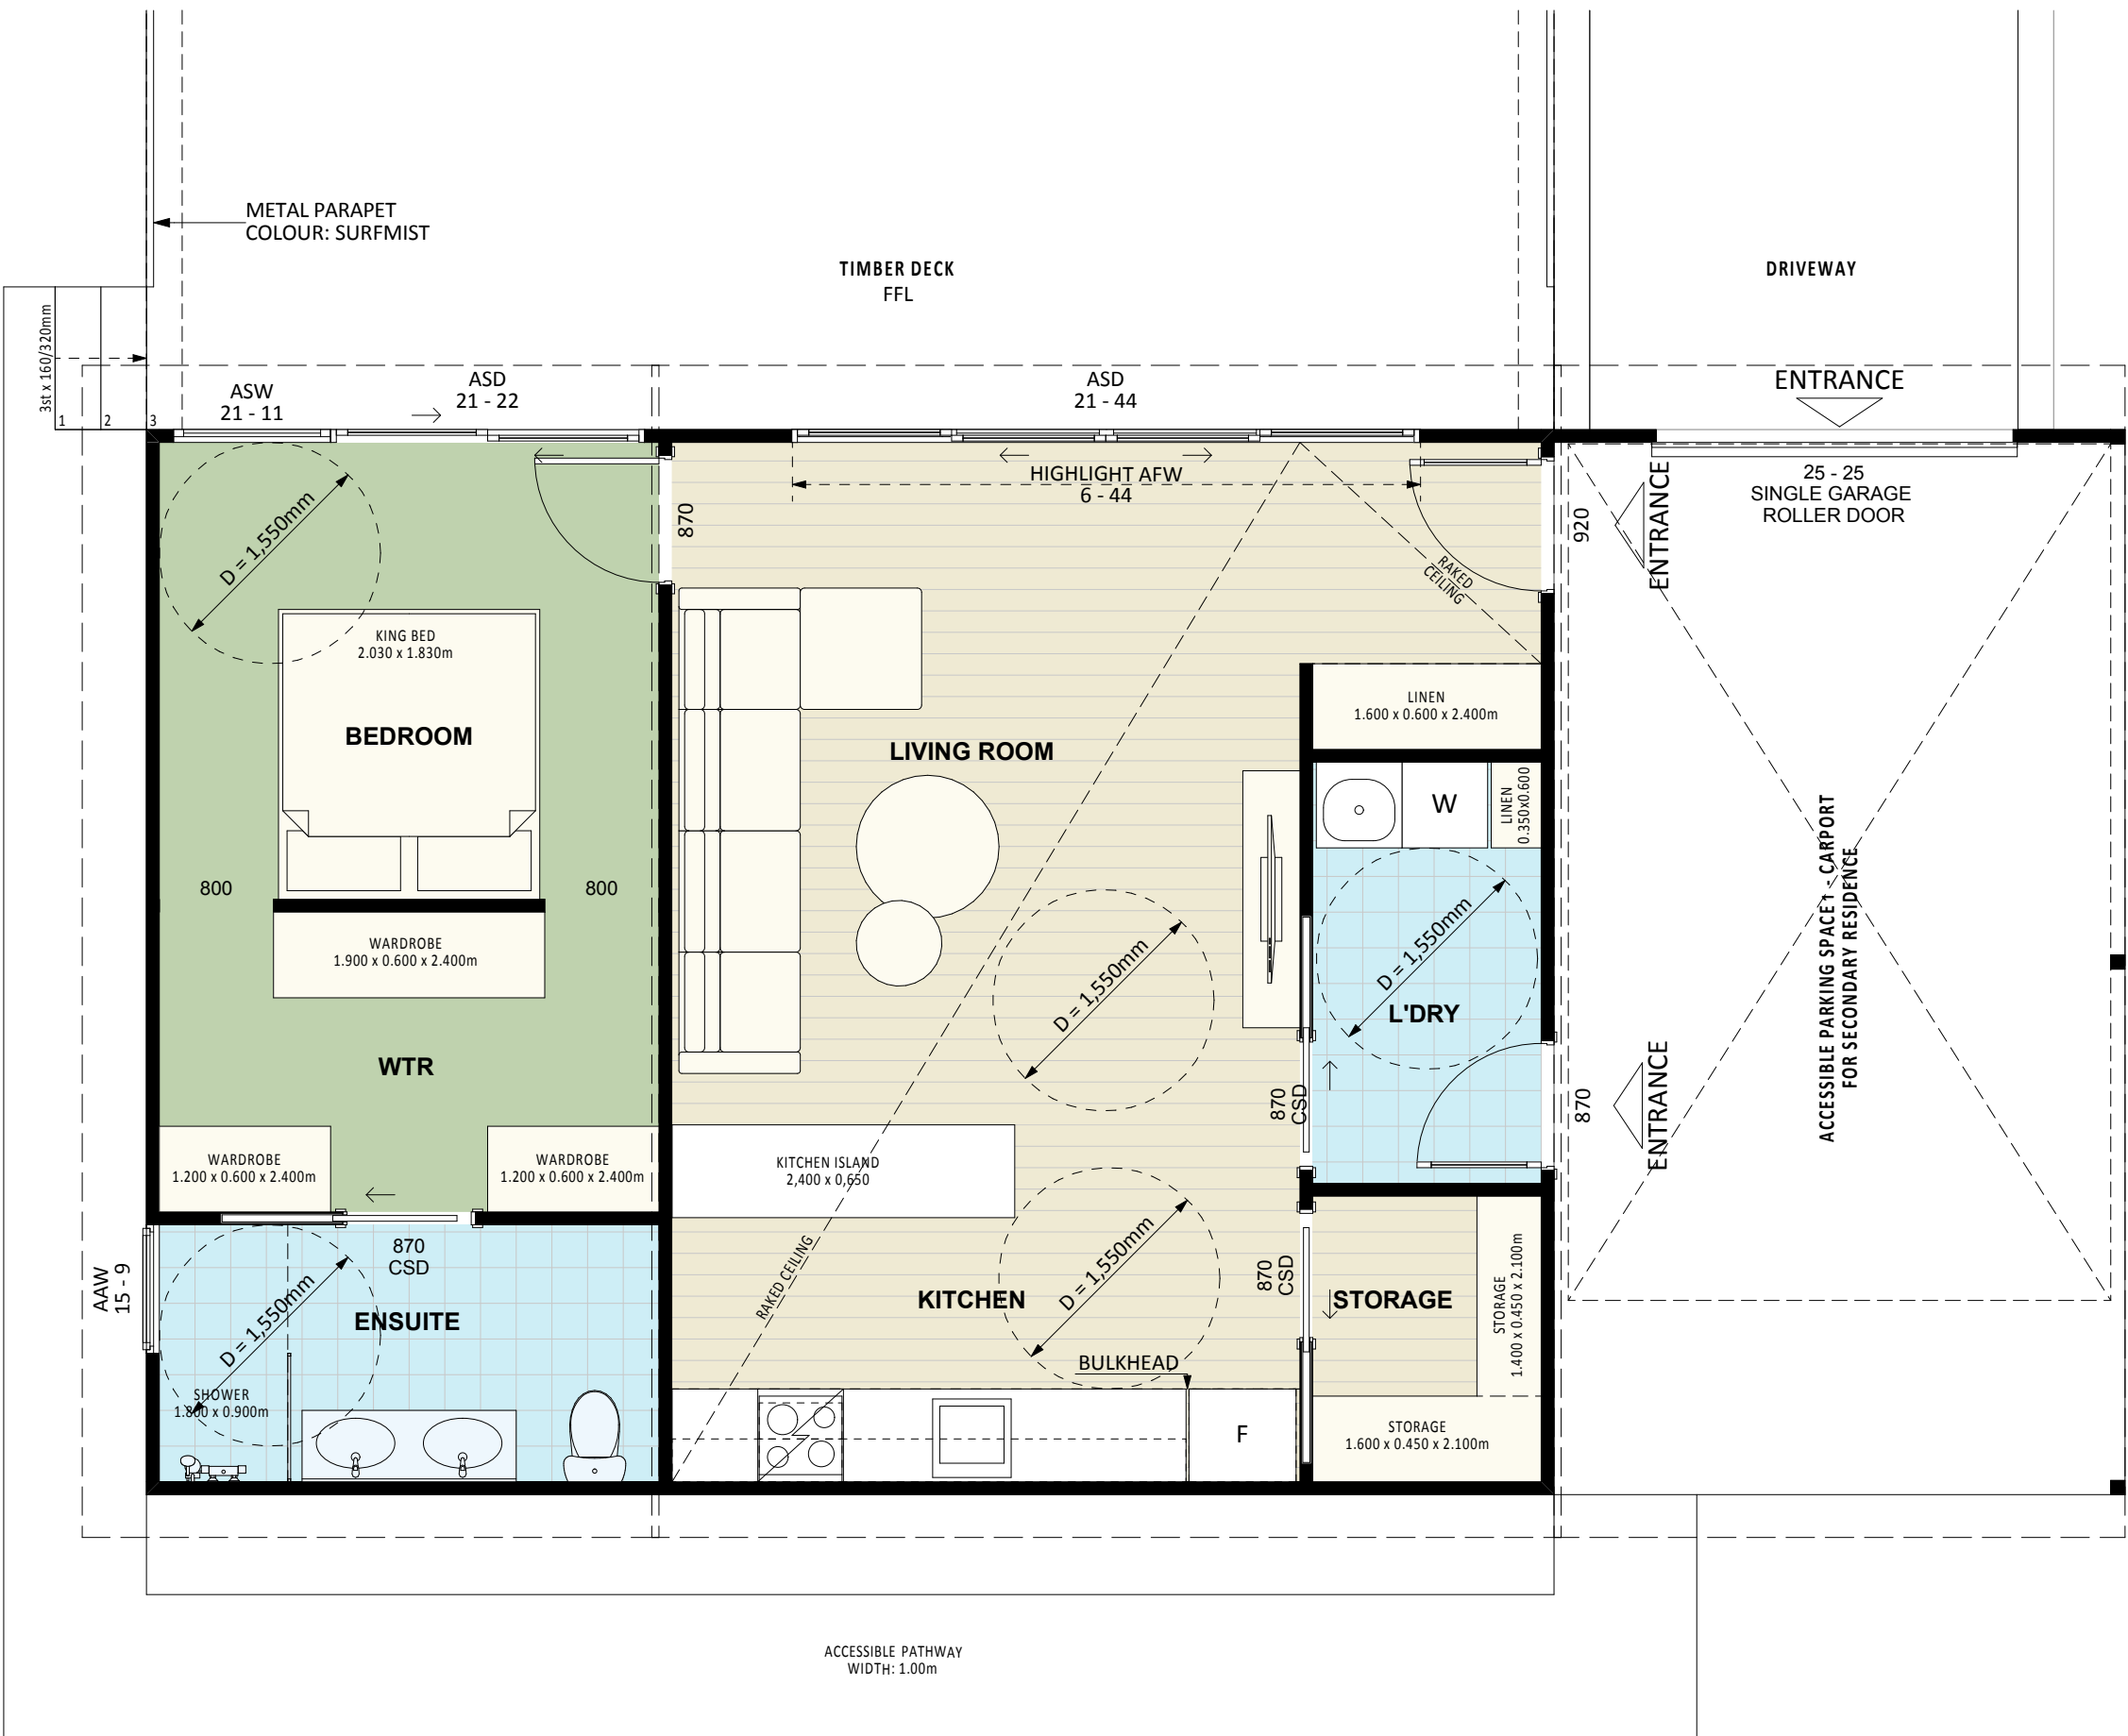 METAL PARAPET
COLOUR: SURFMIST
TIMBER DECK
FFL
DRIVEWAY
3st x 160/320mm
1
2
3
ASW
21 - 11
ASD
21 - 22
ASD
21 - 44
ENTRANCE
HIGHLIGHT AFW
6 - 44
25 - 25
SINGLE GARAGE
ROLLER DOOR
D = 1,550mm
870
920
ENTRANCE
RAKED
CEILING
KING BED
2.030 x 1.830m
BEDROOM
LIVING ROOM
LINEN
1.600 x 0.600 x 2.400m
W
LINEN
0.350x0.600
800
800
WARDROBE
1.900 x 0.600 x 2.400m
D = 1,550mm
D = 1,550mm
L'DRY
ACCESSIBLE PARKING SPACE 1 - CARPORT
FOR SECONDARY RESIDENCE
WTR
870
CSD
870
ENTRANCE
WARDROBE
1.200 x 0.600 x 2.400m
WARDROBE
1.200 x 0.600 x 2.400m
KITCHEN ISLAND
2,400 x 0,650
870
CSD
AAW
15 - 9
D = 1,550mm
ENSUITE
RAKED CEILING
KITCHEN
D = 1,550mm
870
CSD
STORAGE
STORAGE
1.400 x 0.450 x 2.100m
BULKHEAD
SHOWER
1.800 x 0.900m
F
STORAGE
1.600 x 0.450 x 2.100m
ACCESSIBLE PATHWAY
WIDTH: 1.00m